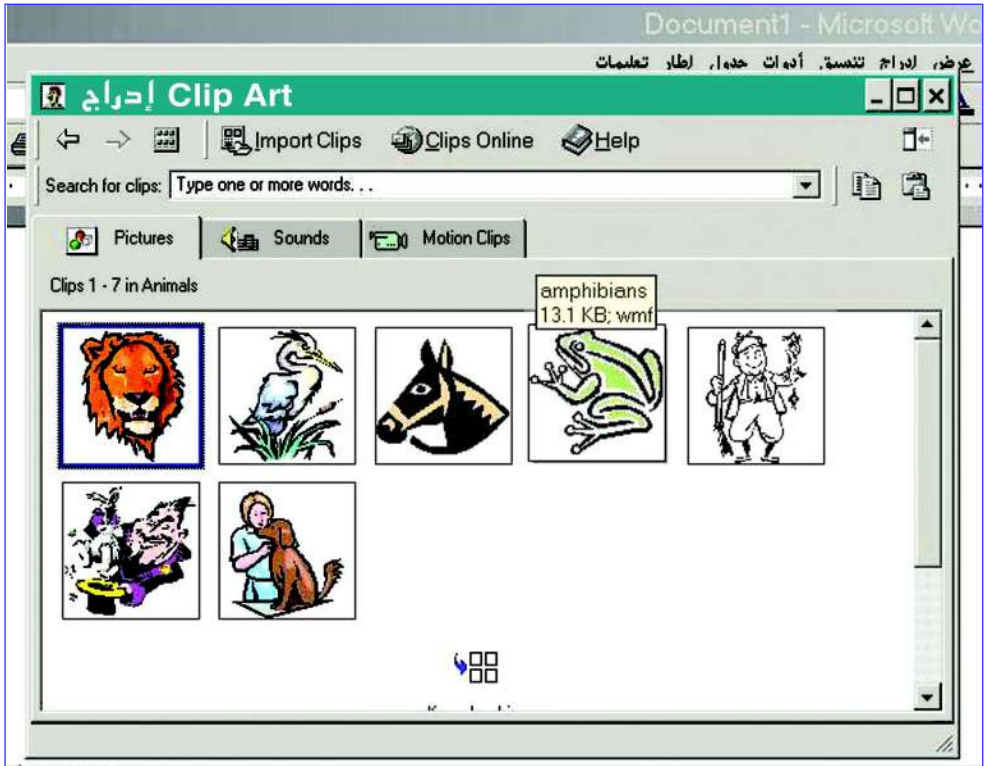 Document1 - Microsoft Wo
عرض إدراج تنسيق أدوات جدول إطار تعليمات
إدراج Clip Art
Import Clips Clips Online Help
Search for clips: Type one or more words. . .
Pictures Sounds Motion Clips
Clips 1 - 7 in Animals
amphibians
13.1 KB; wmf